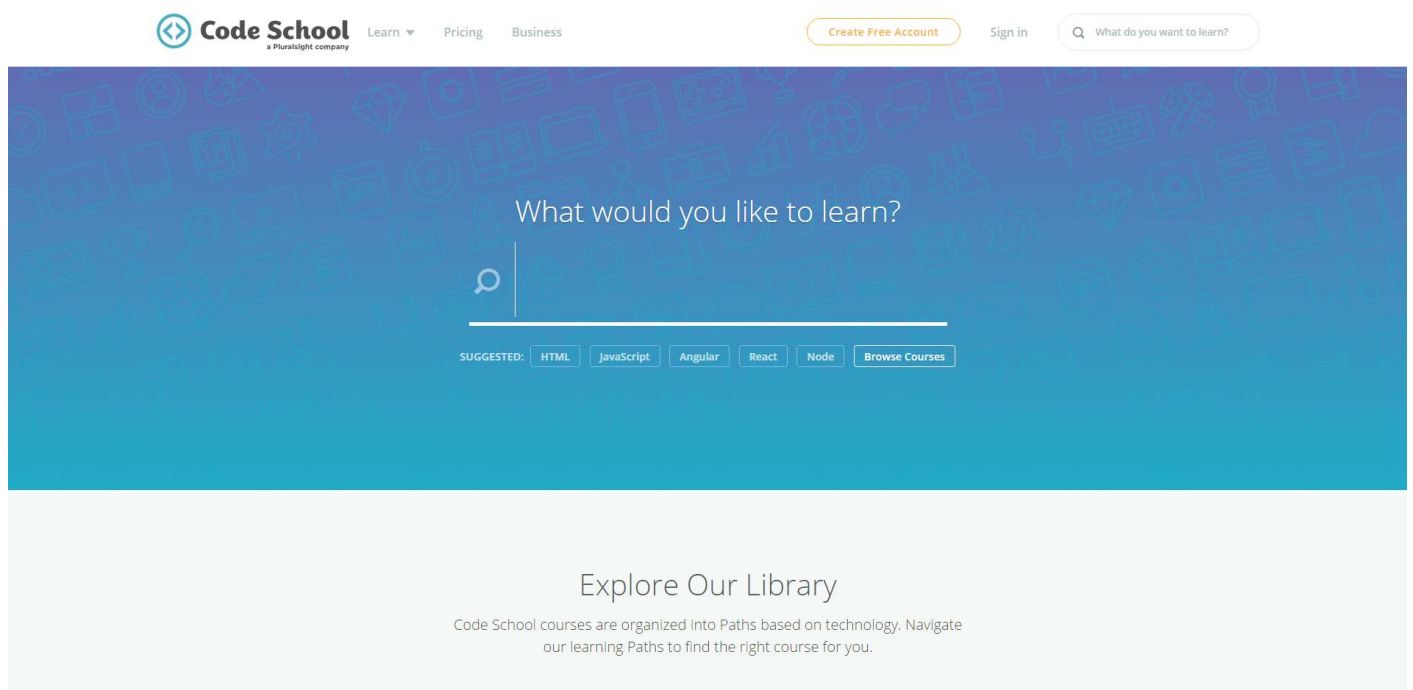 Code School
a Pluralsight company
Learn
Pricing
Business
Create Free Account
Sign in
What do you want to learn?
What would you like to learn?
SUGGESTED: HTML JavaScript Angular React Node Browse Courses
Explore Our Library
Code School courses are organized into Paths based on technology. Navigate
our learning Paths to find the right course for you.